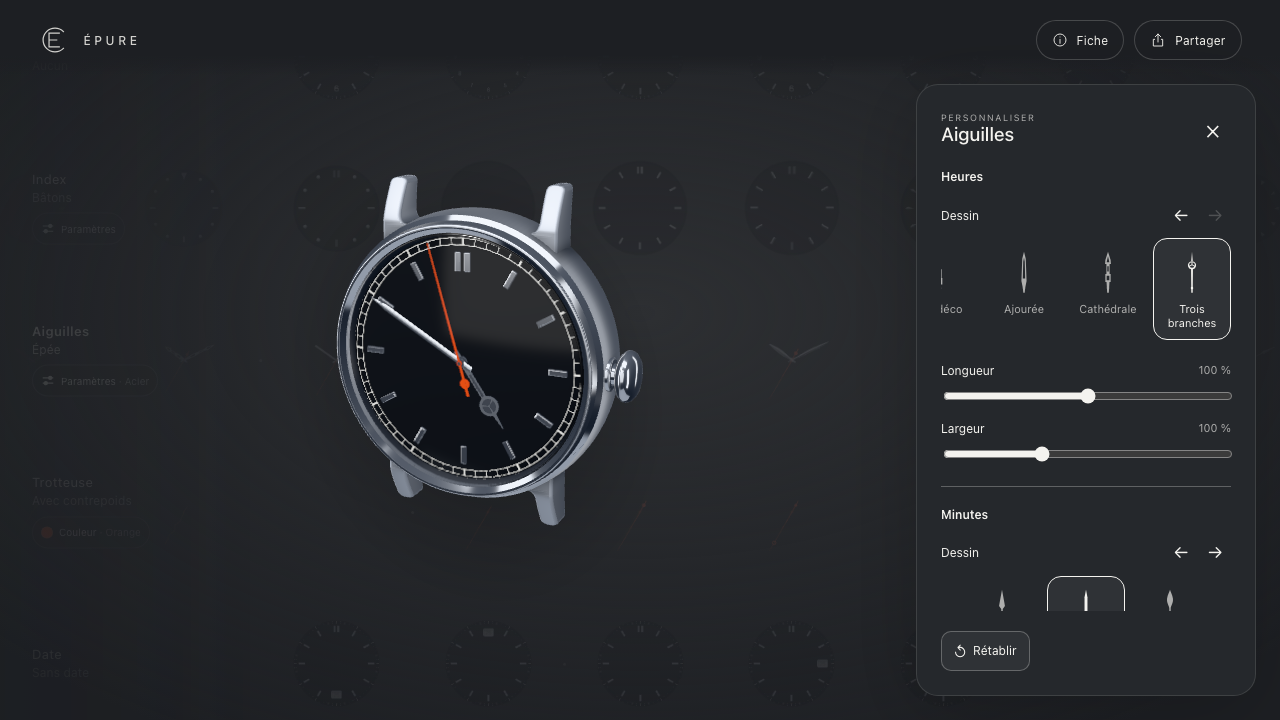 ÉPURE
Fiche
Partager
PERSONNALISER
Aiguilles
Heures
Dessin
Ajourée
Cathédrale
Trois
branches
Longueur
100 %
Largeur
100 %
Minutes
Dessin
Rétablir
Index
Bâtons
Paramètres
Aiguilles
Épée
Paramètres · Acier
Trotteuse
Avec contrepoids
Couleur · Orange
Date
Sans date